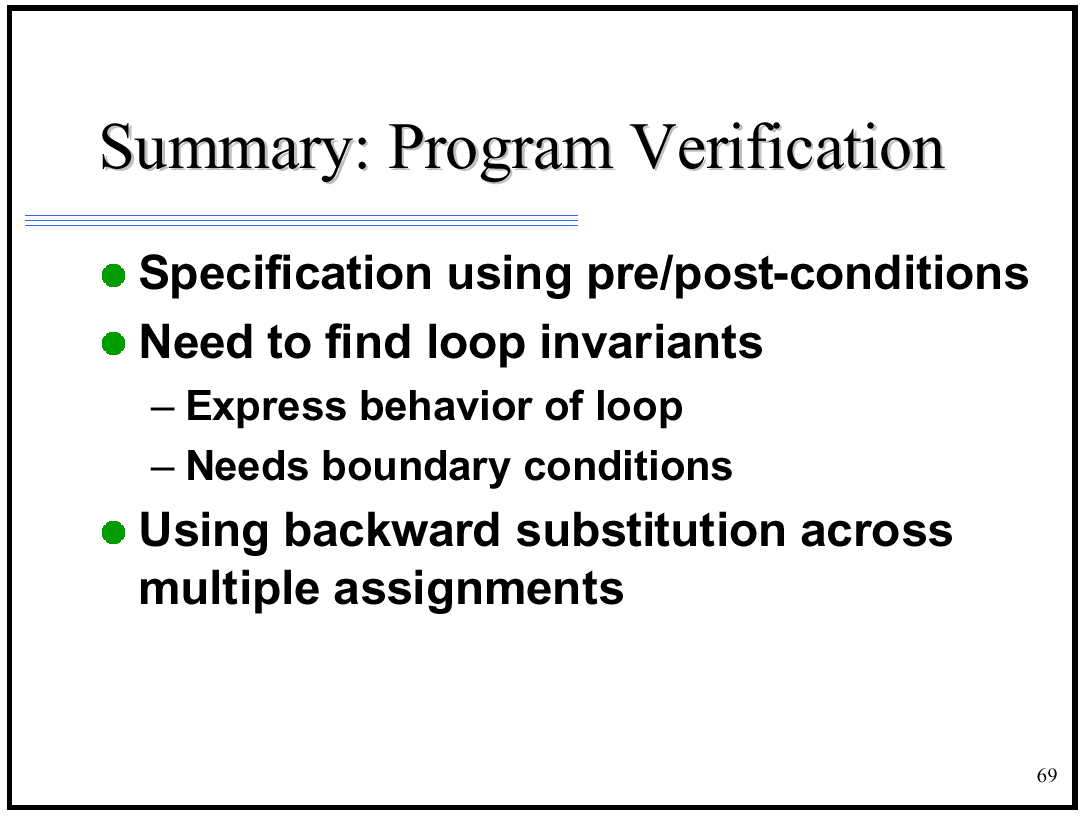 Summary: Program Verification
Specification using pre/post-conditions
Need to find loop invariants
– Express behavior of loop
– Needs boundary conditions
Using backward substitution across
multiple assignments
69